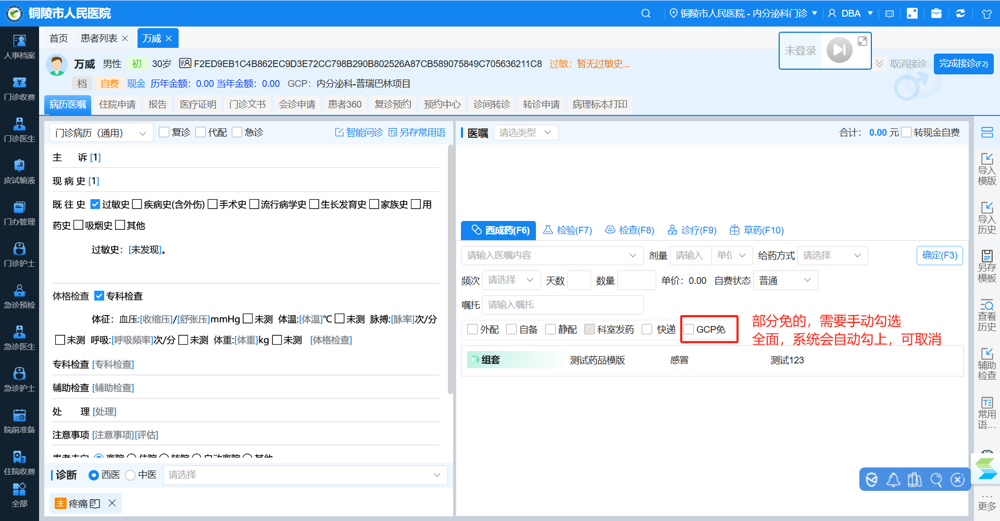 铜陵市人民医院
铜陵市人民医院 - 内分泌科门诊 DBA
首页 患者列表 万威
未登录
人事档案
门诊收费
门诊医生
皮试输液
门办管理
门诊护士
急诊预检
急诊医生
急诊护士
院前准备
住院收费
全部
万威 男性 初 30岁 F2ED9EB1C4B862EC9D3E72CC798B290B802526A87CB589075849C705636211C8 过敏：暂无过敏史... 取消接诊 完成接诊(F2)
档 自费 现金 历年金额：0.00 当年金额：0.00 GCP：内分泌科-普瑞巴林项目
病历医嘱 住院申请 报告 医疗证明 门诊文书 会诊申请 患者360 复诊预约 预约中心 诊间转诊 转诊申请 病理标本打印
门诊病历（通用） 复诊 代配 急诊 智能问诊 另存常用语
主 诉 [1]
现 病 史 [1]
既 往 史 过敏史 疾病史(含外伤) 手术史 流行病学史 生长发育史 家族史 用
药史 吸烟史 其他
过敏史：[未发现]。
体格检查 专科检查
体征：血压:[收缩压]/[舒张压]mmHg 未测 体温:[体温]℃ 未测 脉搏:[脉率]次/分
未测 呼吸:[呼吸频率]次/分 未测 体重:[体重]kg 未测 [体格检查]
专科检查 [专科检查]
辅助检查 [辅助检查]
处 理 [处理]
注意事项 [注意事项][评估]
患者去向 离院 住院 转院 自动离院 其他
诊断 西医 中医 请选择
主 疼痛
医嘱 请选类型 合计： 0.00 元 转现金自费
西成药(F6) 检验(F7) 检查(F8) 诊疗(F9) 草药(F10)
请输入医嘱内容 剂量 请输入 单位 给药方式 请选择 确定(F3)
频次 请选择 天数 数量 单价：0.00 自费状态 普通
嘱托 请输入嘱托
外配 自备 静配 科室发药 快递 GCP免
部分免的，需要手动勾选
全面，系统会自动勾上，可取消
组套 测试药品模版 感冒 测试123
导入
模版
导入
历史
另存
模板
查看
历史
辅助
检查
常用
语...
更多